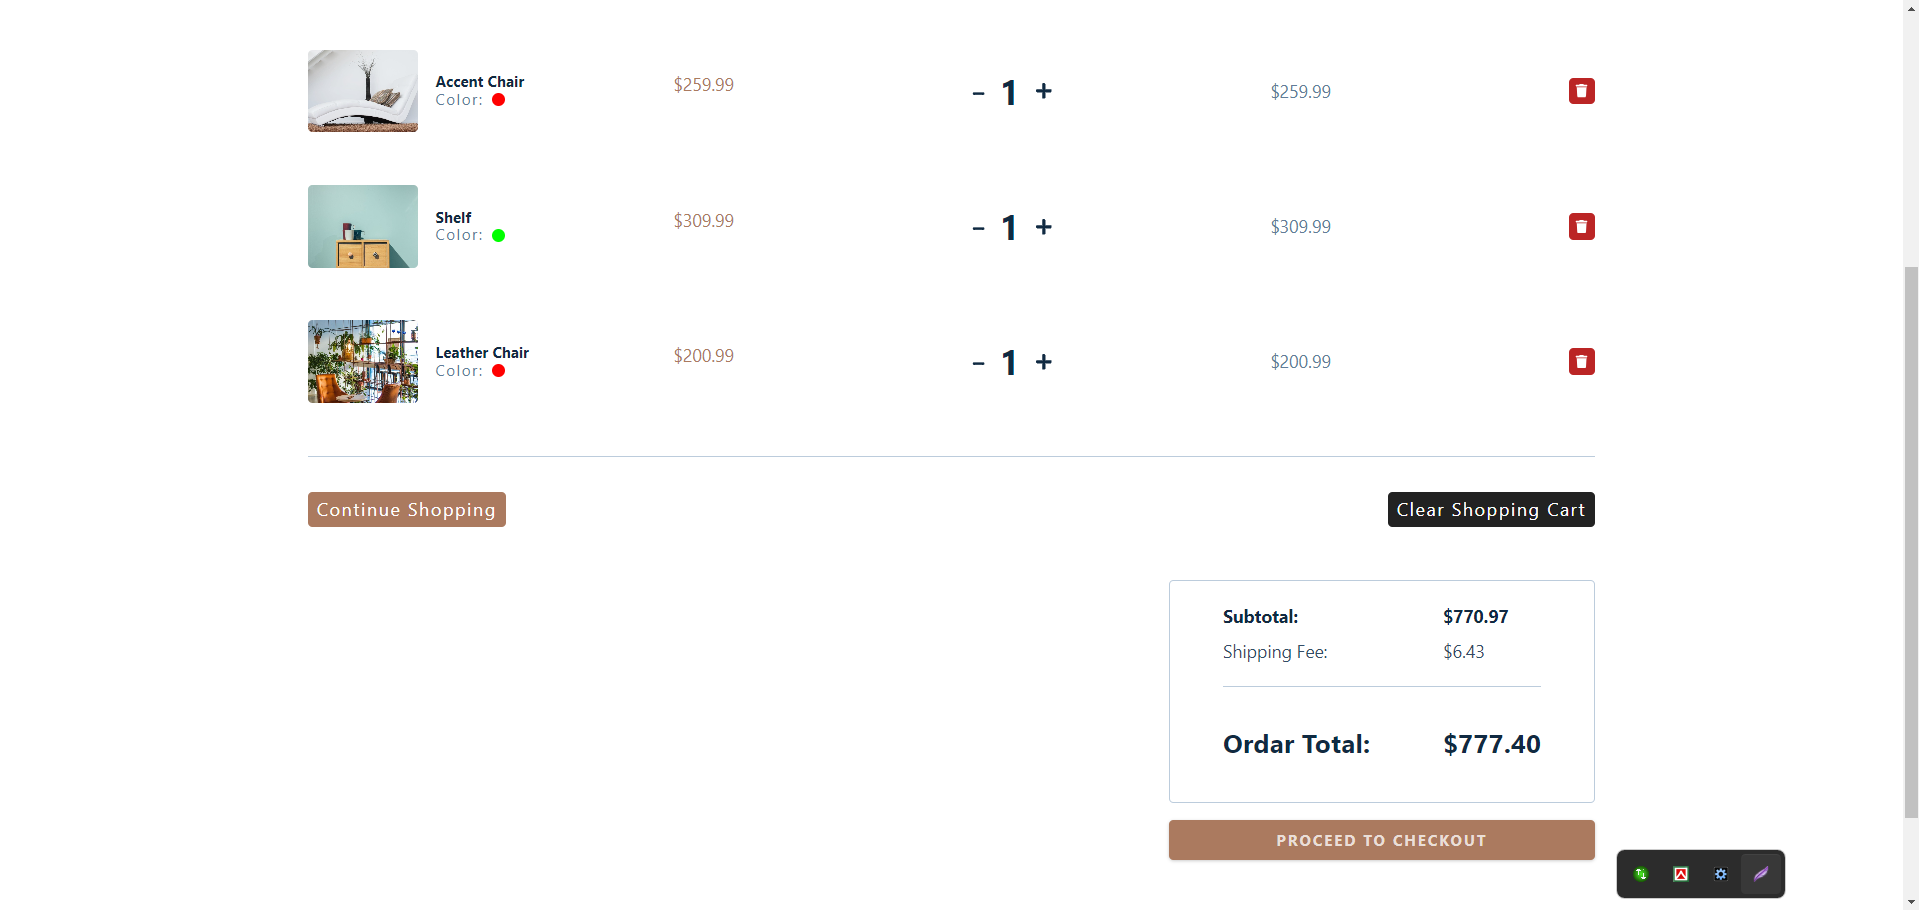 Accent Chair
Color:
$259.99
- 1 +
$259.99
Shelf
Color:
$309.99
- 1 +
$309.99
Leather Chair
Color:
$200.99
- 1 +
$200.99
Continue Shopping
Clear Shopping Cart
Subtotal: $770.97
Shipping Fee: $6.43
Ordar Total: $777.40
PROCEED TO CHECKOUT